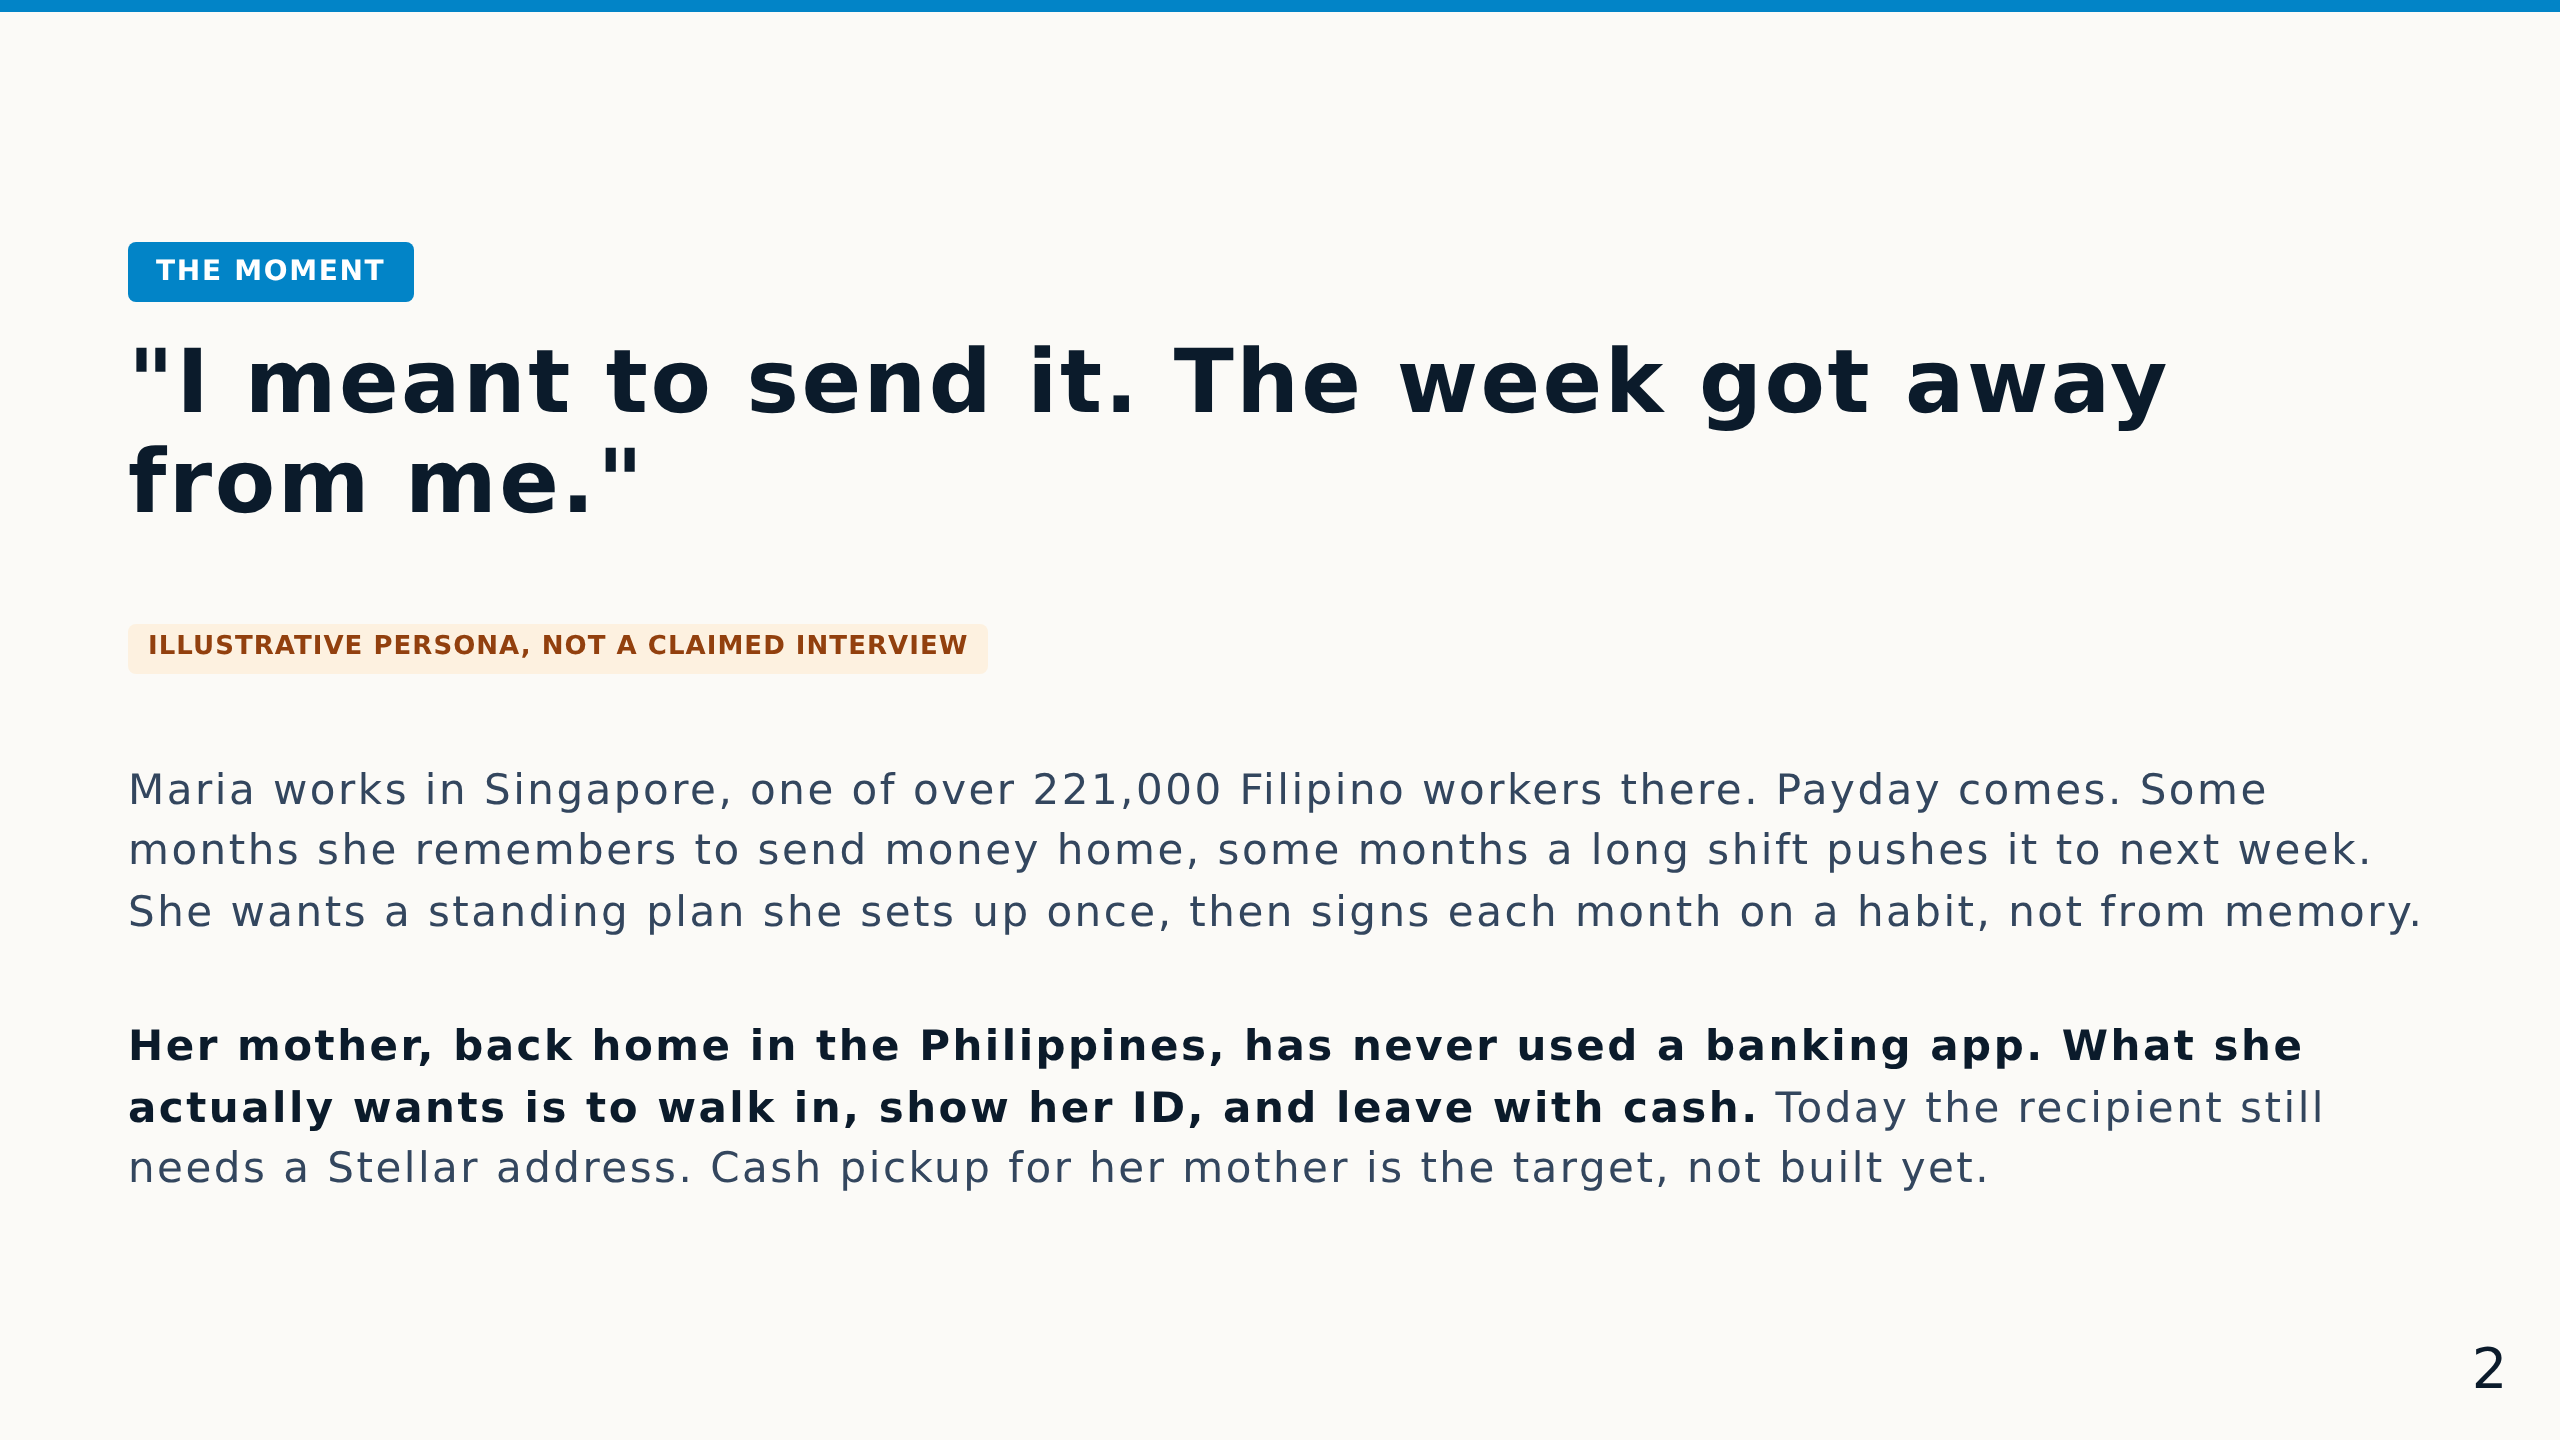 THE MOMENT
"I meant to send it. The week got away
from me."
ILLUSTRATIVE PERSONA, NOT A CLAIMED INTERVIEW
Maria works in Singapore, one of over 221,000 Filipino workers there. Payday comes. Some
months she remembers to send money home, some months a long shift pushes it to next week.
She wants a standing plan she sets up once, then signs each month on a habit, not from memory.
Her mother, back home in the Philippines, has never used a banking app. What she
actually wants is to walk in, show her ID, and leave with cash. Today the recipient still
needs a Stellar address. Cash pickup for her mother is the target, not built yet.
2